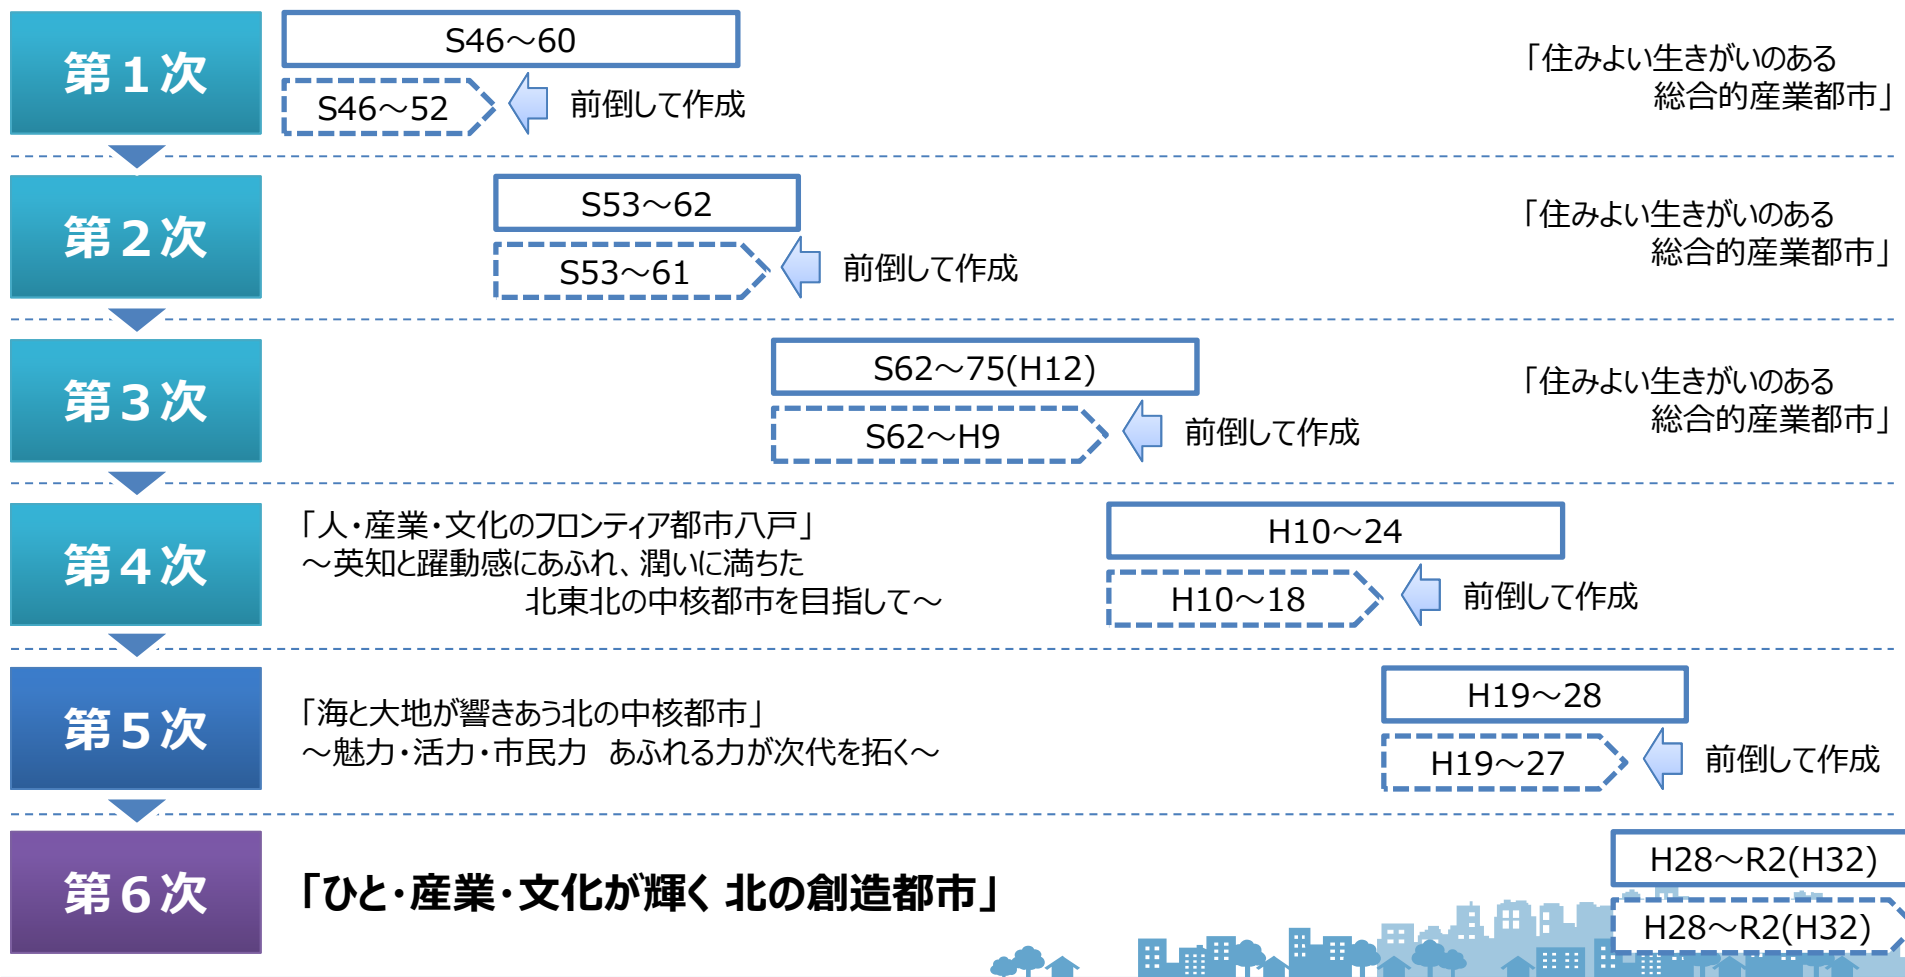 第1次
S46～60
S46～52
前倒して作成
「住みよい生きがいのある
総合的産業都市」
第2次
S53～62
S53～61
前倒して作成
「住みよい生きがいのある
総合的産業都市」
第3次
S62～75(H12)
S62～H9
前倒して作成
「住みよい生きがいのある
総合的産業都市」
第4次
「人・産業・文化のフロンティア都市八戸」
～英知と躍動感にあふれ、潤いに満ちた
北東北の中核都市を目指して～
H10～24
H10～18
前倒して作成
第5次
「海と大地が響きあう北の中核都市」
～魅力・活力・市民力　あふれる力が次代を拓く～
H19～28
H19～27
前倒して作成
第6次
「ひと・産業・文化が輝く 北の創造都市」
H28～R2(H32)
H28～R2(H32)